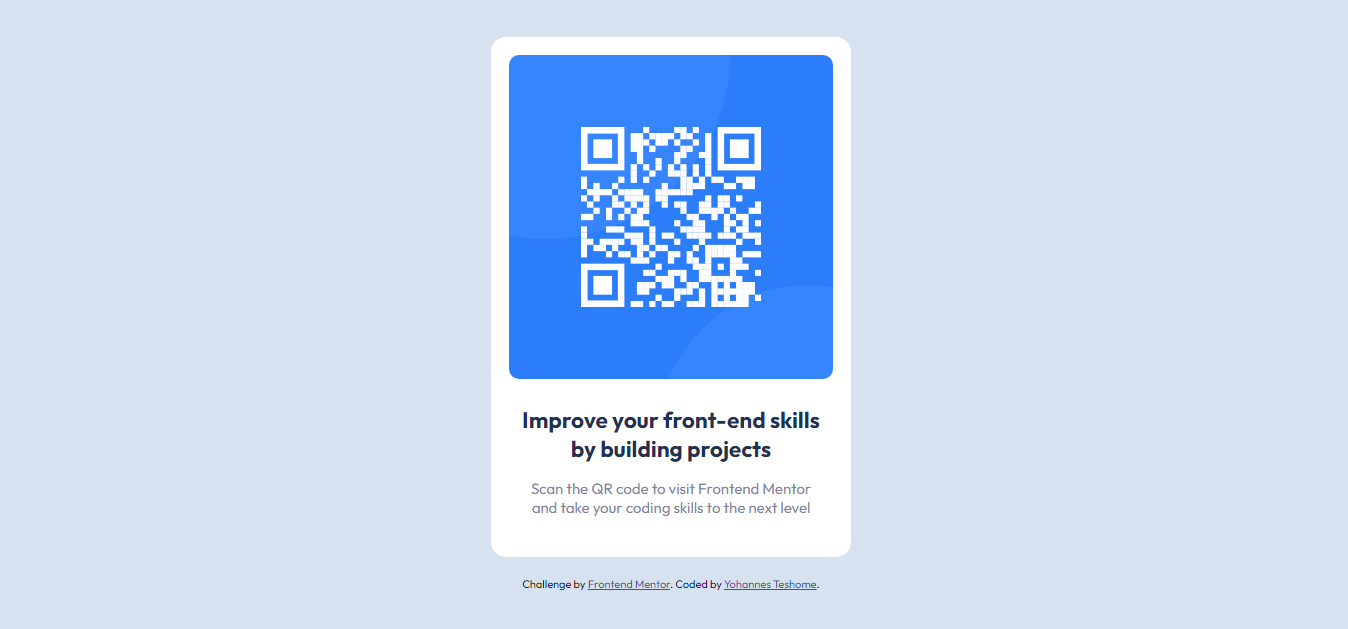 Improve your front-end skills
by building projects
Scan the QR code to visit Frontend Mentor
and take your coding skills to the next level
Challenge by Frontend Mentor. Coded by Yohannes Teshome.